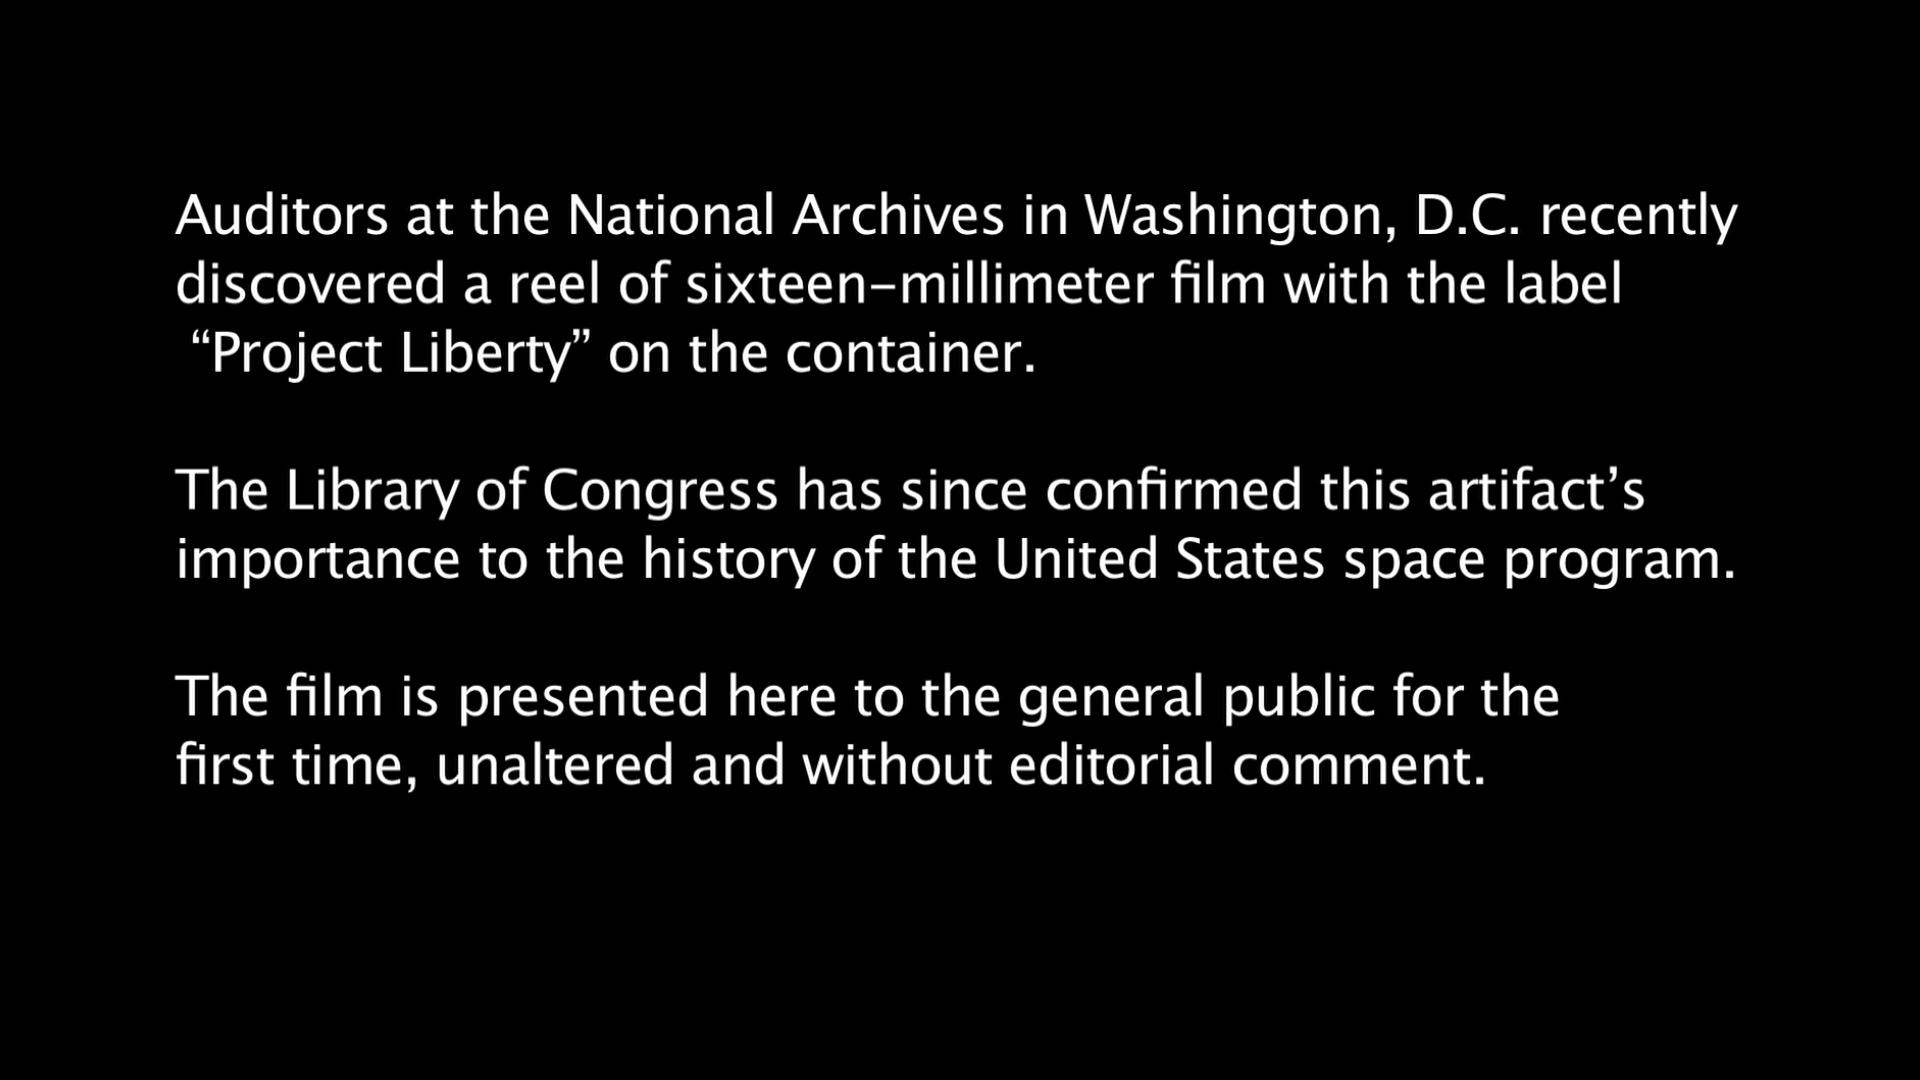 Auditors at the National Archives in Washington, D.C. recently
discovered a reel of sixteen-millimeter film with the label
“Project Liberty” on the container.
The Library of Congress has since confirmed this artifact’s
importance to the history of the United States space program.
The film is presented here to the general public for the
first time, unaltered and without editorial comment.